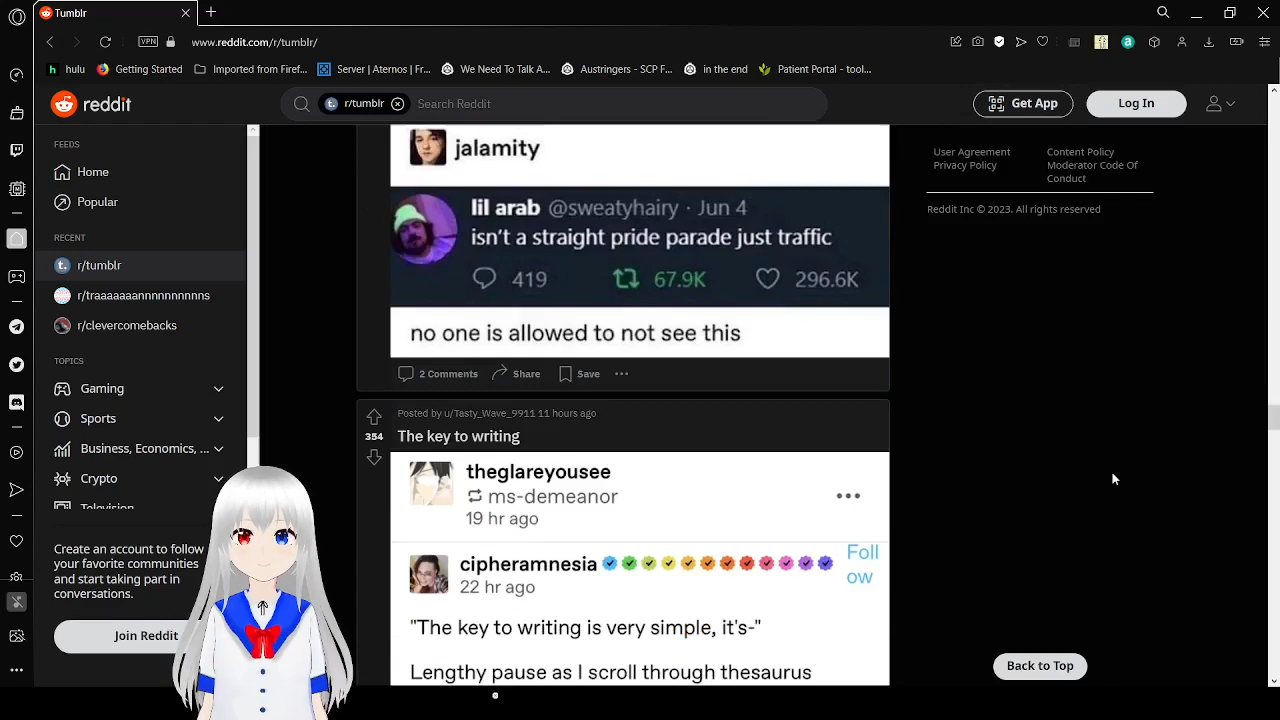 Tumblr
VPN
www.reddit.com/r/tumblr/
hulu
Getting Started
Imported from Firef...
Server | Aternos | Fr...
We Need To Talk A...
Austringers - SCP F...
in the end
Patient Portal - tool...
reddit
r/tumblr
Search Reddit
Get App
Log In
FEEDS
Home
Popular
RECENT
r/tumblr
r/traaaaaaannnnnnnnnns
r/clevercomebacks
TOPICS
Gaming
Sports
Business, Economics, ...
Crypto
Television
Create an account to follow
your favorite communities
and start taking part in
conversations.
Join Reddit
jalamity
lil arab @sweatyhairy · Jun 4
isn't a straight pride parade just traffic
419 67.9K 296.6K
no one is allowed to not see this
2 Comments Share Save
Posted by u/Tasty_Wave_9911 11 hours ago
354
The key to writing
theglareyousee
ms-demeanor
19 hr ago
cipheramnesia
Foll
ow
22 hr ago
"The key to writing is very simple, it's-"
Lengthy pause as I scroll through thesaurus
User Agreement
Privacy Policy
Content Policy
Moderator Code Of
Conduct
Reddit Inc © 2023. All rights reserved
Back to Top